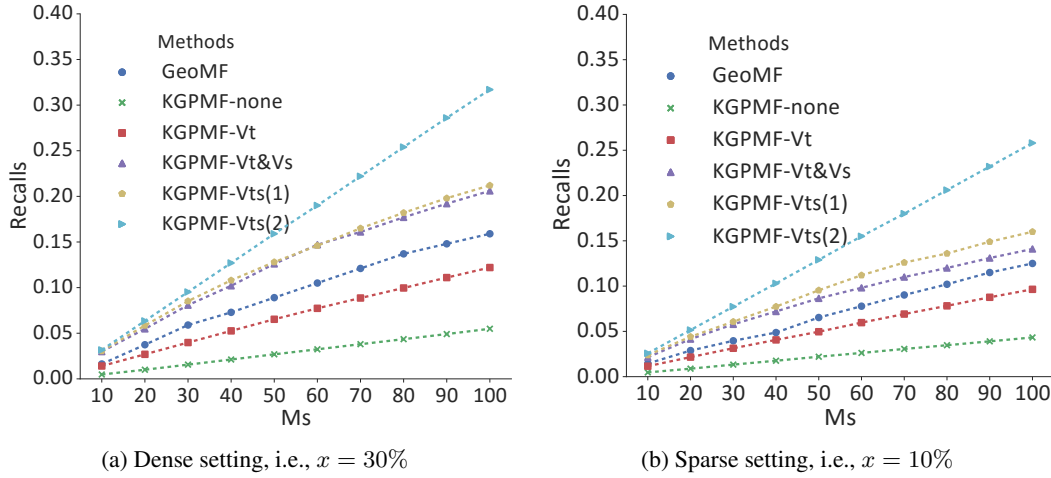 0.40
0.35
0.30
0.25
0.20
0.15
0.10
0.05
0.00
Recalls
Methods
GeoMF
KGPMF-none
KGPMF-Vt
KGPMF-Vt&Vs
KGPMF-Vts(1)
KGPMF-Vts(2)
10 20 30 40 50 60 70 80 90 100
Ms
(a) Dense setting, i.e., x = 30%
0.40
0.35
0.30
0.25
0.20
0.15
0.10
0.05
0.00
Recalls
Methods
GeoMF
KGPMF-none
KGPMF-Vt
KGPMF-Vt&Vs
KGPMF-Vts(1)
KGPMF-Vts(2)
10 20 30 40 50 60 70 80 90 100
Ms
(b) Sparse setting, i.e., x = 10%